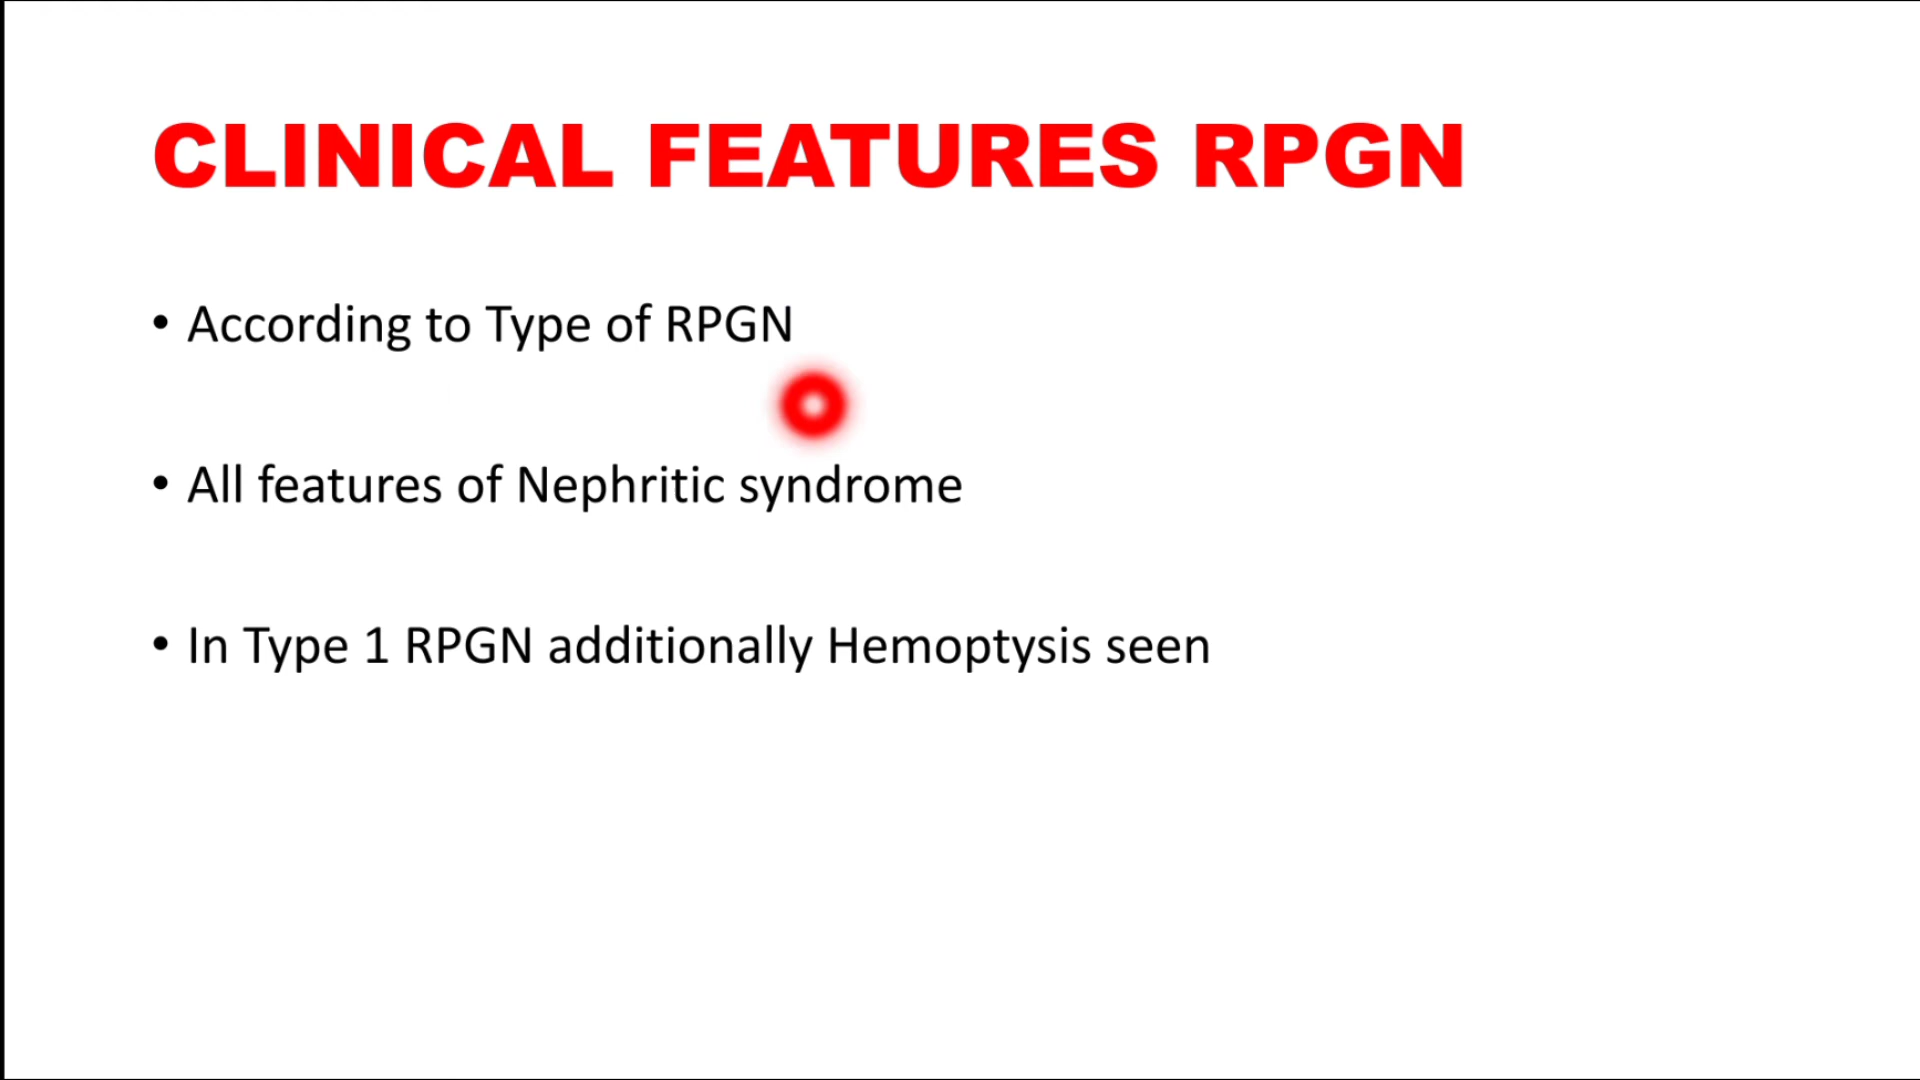 CLINICAL FEATURES RPGN
• According to Type of RPGN
• All features of Nephritic syndrome
• In Type 1 RPGN additionally Hemoptysis seen